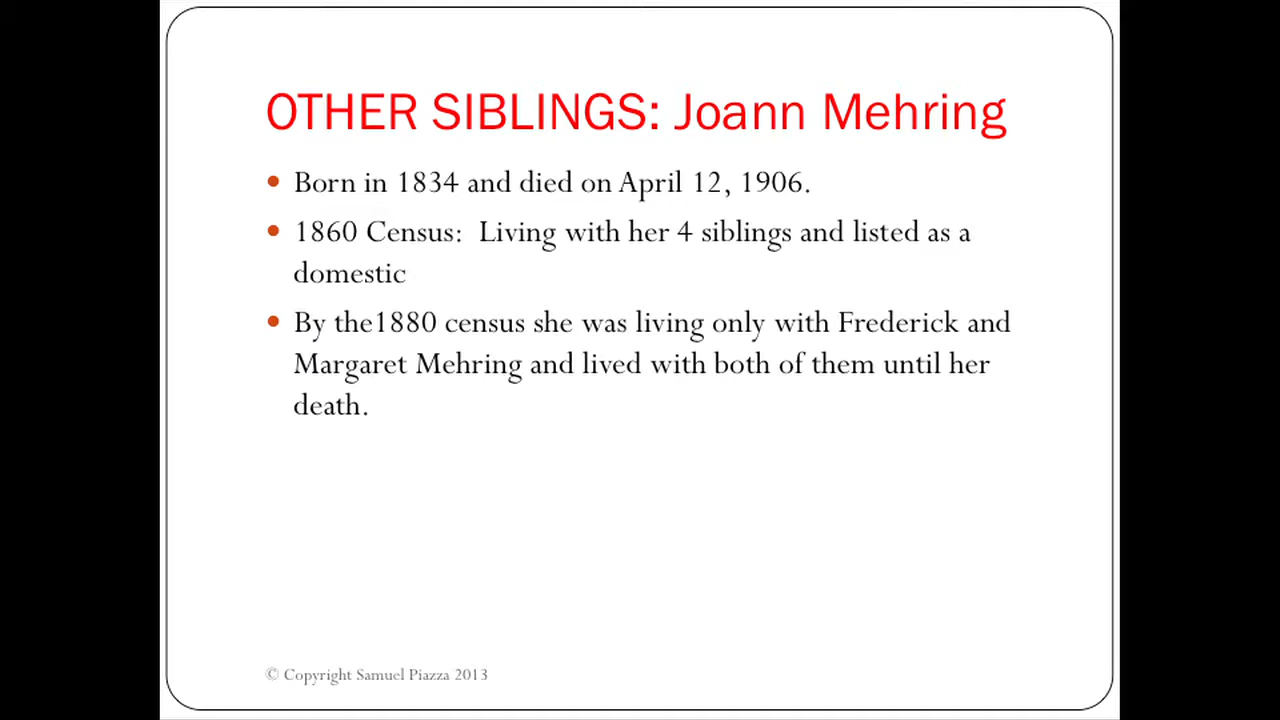 OTHER SIBLINGS: Joann Mehring
• Born in 1834 and died on April 12, 1906.
• 1860 Census:  Living with her 4 siblings and listed as a
domestic
• By the1880 census she was living only with Frederick and
Margaret Mehring and lived with both of them until her
death.
© Copyright Samuel Piazza 2013